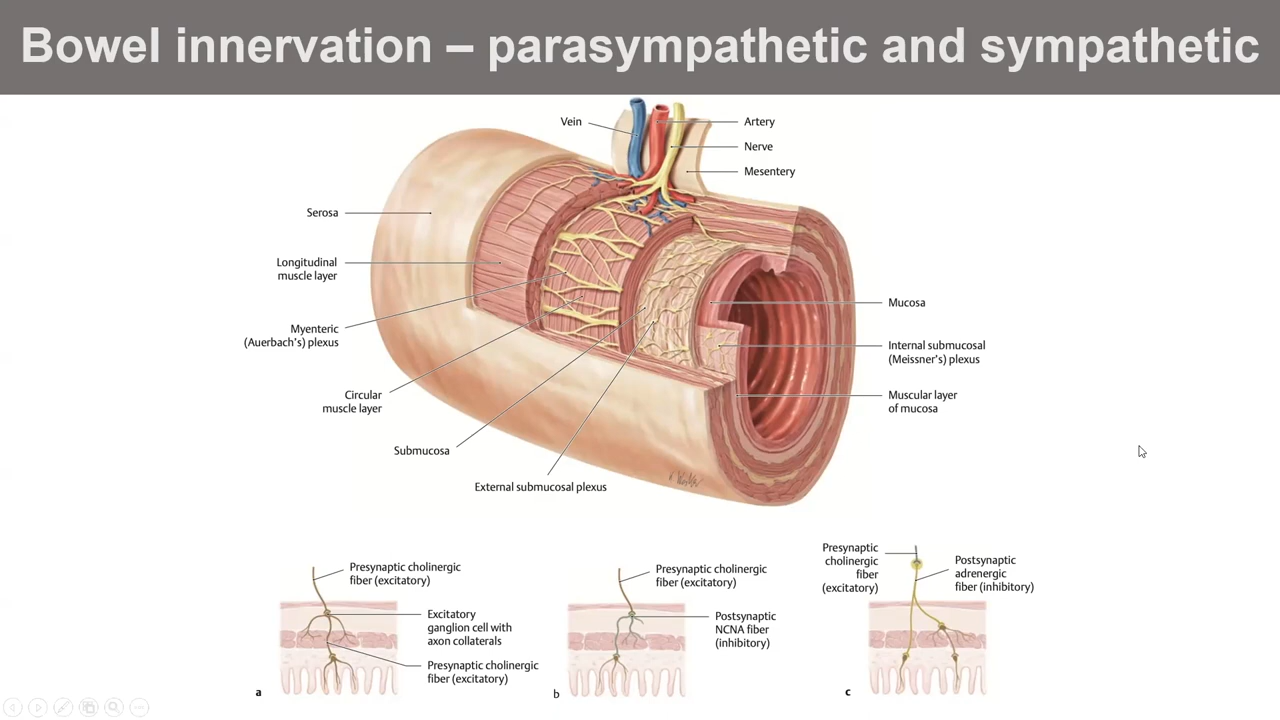 Bowel innervation – parasympathetic and sympathetic
Vein
Artery
Nerve
Mesentery
Serosa
Longitudinal
muscle layer
Myenteric
(Auerbach's) plexus
Circular
muscle layer
Submucosa
External submucosal plexus
Mucosa
Internal submucosal
(Meissner's) plexus
Muscular layer
of mucosa
Presynaptic cholinergic
fiber (excitatory)
Excitatory
ganglion cell with
axon collaterals
Presynaptic cholinergic
fiber (excitatory)
a
Presynaptic cholinergic
fiber (excitatory)
Postsynaptic
NCNA fiber
(inhibitory)
b
Presynaptic
cholinergic
fiber
(excitatory)
Postsynaptic
adrenergic
fiber (inhibitory)
c